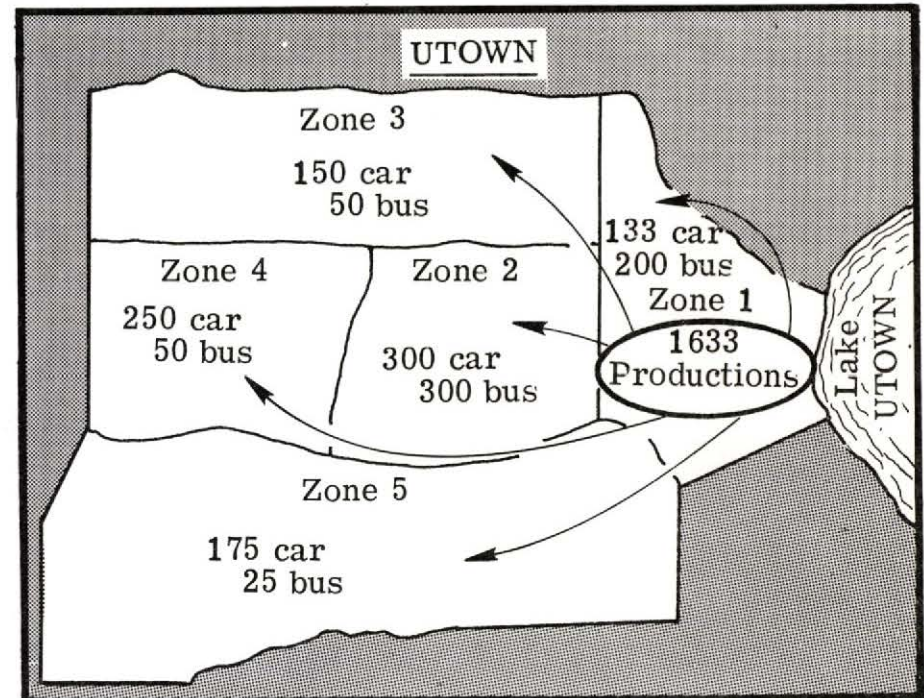 UTOWN
Zone 3
150 car
50 bus
133 car
200 bus
Zone 1
1633
Productions
Zone 4
250 car
50 bus
Zone 2
300 car
300 bus
Zone 5
175 car
25 bus
Lake
UTOWN